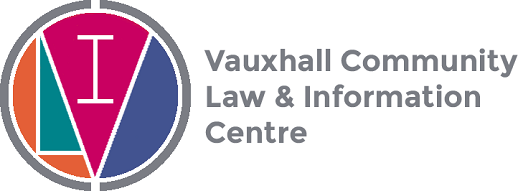 Vauxhall Community
Law & Information
Centre